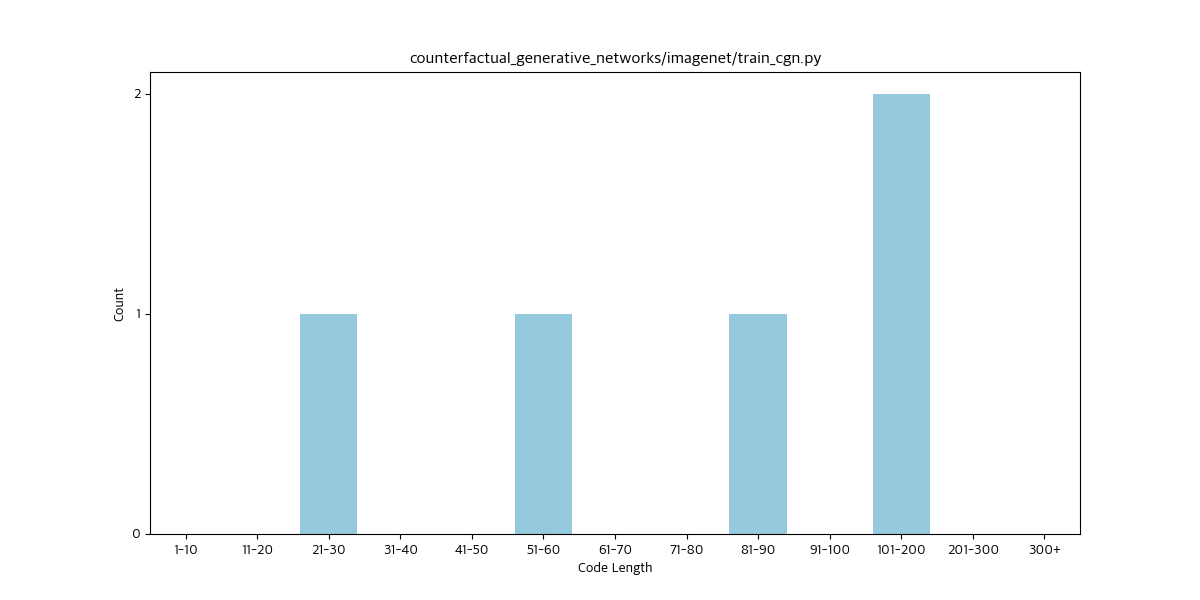 counterfactual_generative_networks/imagenet/train_cgn.py
2
1
0
Count
1-10 11-20 21-30 31-40 41-50 51-60 61-70 71-80 81-90 91-100 101-200 201-300 300+
Code Length